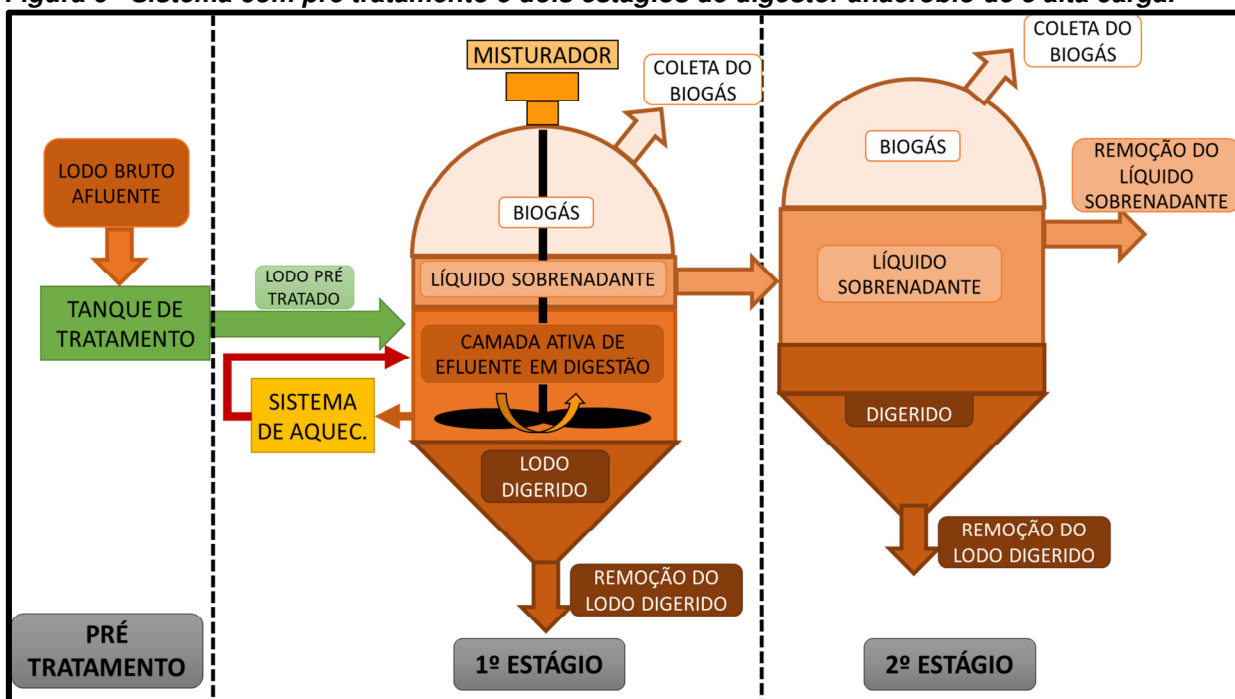 Figura 9 - Sistema com pré tratamento e dois estágios de digestor anaeróbio de e alta carga.
MISTURADOR
COLETA DO
BIOGÁS
COLETA DO
BIOGÁS
LODO BRUTO
AFLUENTE
BIOGÁS
BIOGÁS
REMOÇÃO DO
LÍQUIDO
SOBRENADANTE
LODO PRÉ
TRATADO
LÍQUIDO SOBRENADANTE
LÍQUIDO
SOBRENADANTE
TANQUE DE
TRATAMENTO
CAMADA ATIVA DE
EFLUENTE EM DIGESTÃO
SISTEMA
DE AQUEC.
DIGERIDO
LODO
DIGERIDO
REMOÇÃO DO
LODO DIGERIDO
REMOÇÃO DO
LODO DIGERIDO
PRÉ
TRATAMENTO
1º ESTÁGIO
2º ESTÁGIO